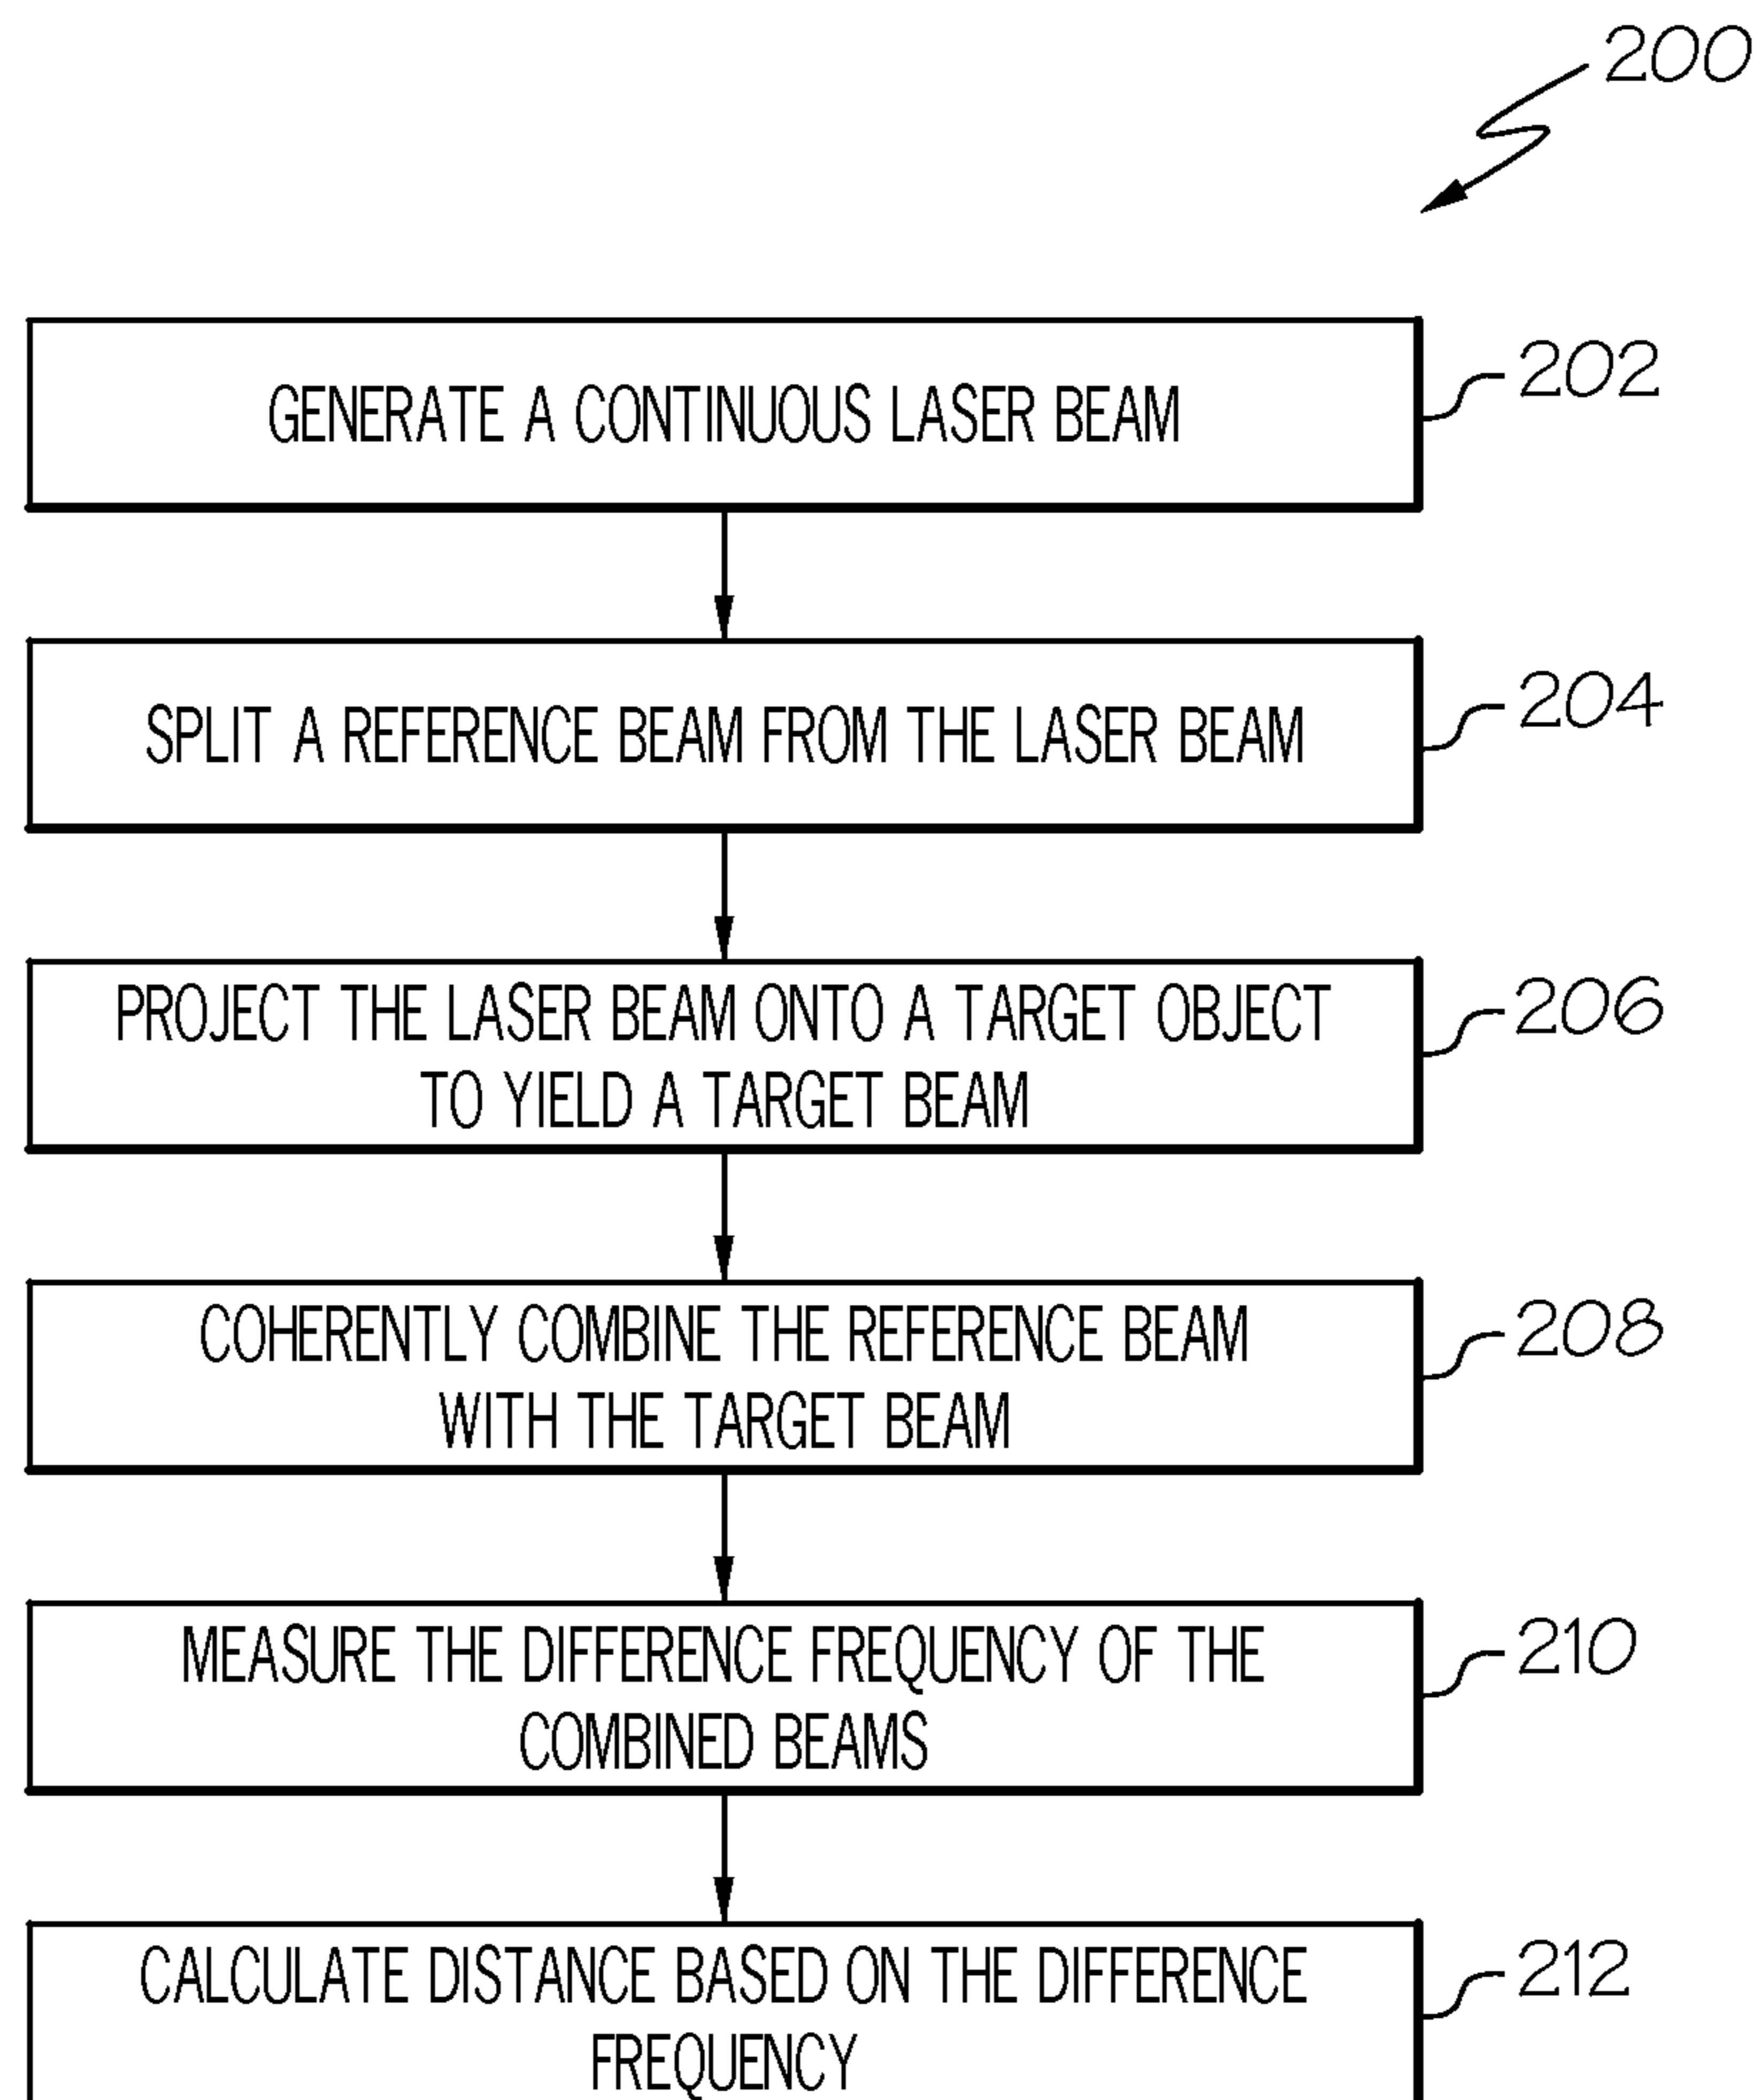 200
GENERATE A CONTINUOUS LASER BEAM
202
SPLIT A REFERENCE BEAM FROM THE LASER BEAM
204
PROJECT THE LASER BEAM ONTO A TARGET OBJECT
TO YIELD A TARGET BEAM
206
COHERENTLY COMBINE THE REFERENCE BEAM
WITH THE TARGET BEAM
208
MEASURE THE DIFFERENCE FREQUENCY OF THE
COMBINED BEAMS
210
CALCULATE DISTANCE BASED ON THE DIFFERENCE
FREQUENCY
212